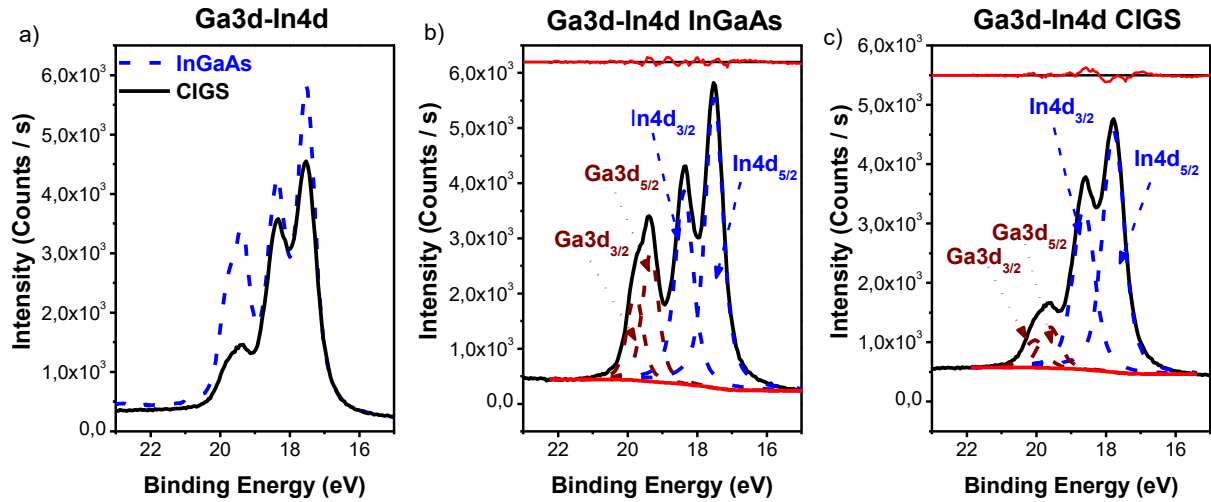 Ga3d-In4d
a)
InGaAs
CIGS
Intensity (Counts / s)
6,0x10³
5,0x10³
4,0x10³
3,0x10³
2,0x10³
1,0x10³
0,0
22 20 18 16
Binding Energy (eV)
Ga3d-In4d InGaAs
b)
In4d3/2
In4d5/2
Ga3d5/2
Ga3d3/2
Intensity (Counts / s)
6,0x10³
5,0x10³
4,0x10³
3,0x10³
2,0x10³
1,0x10³
0,0
22 20 18 16
Binding Energy (eV)
Ga3d-In4d CIGS
c)
In4d3/2
In4d5/2
Ga3d5/2
Ga3d3/2
Intensity (Counts / s)
6,0x10³
5,0x10³
4,0x10³
3,0x10³
2,0x10³
1,0x10³
0,0
22 20 18 16
Binding Energy (eV)